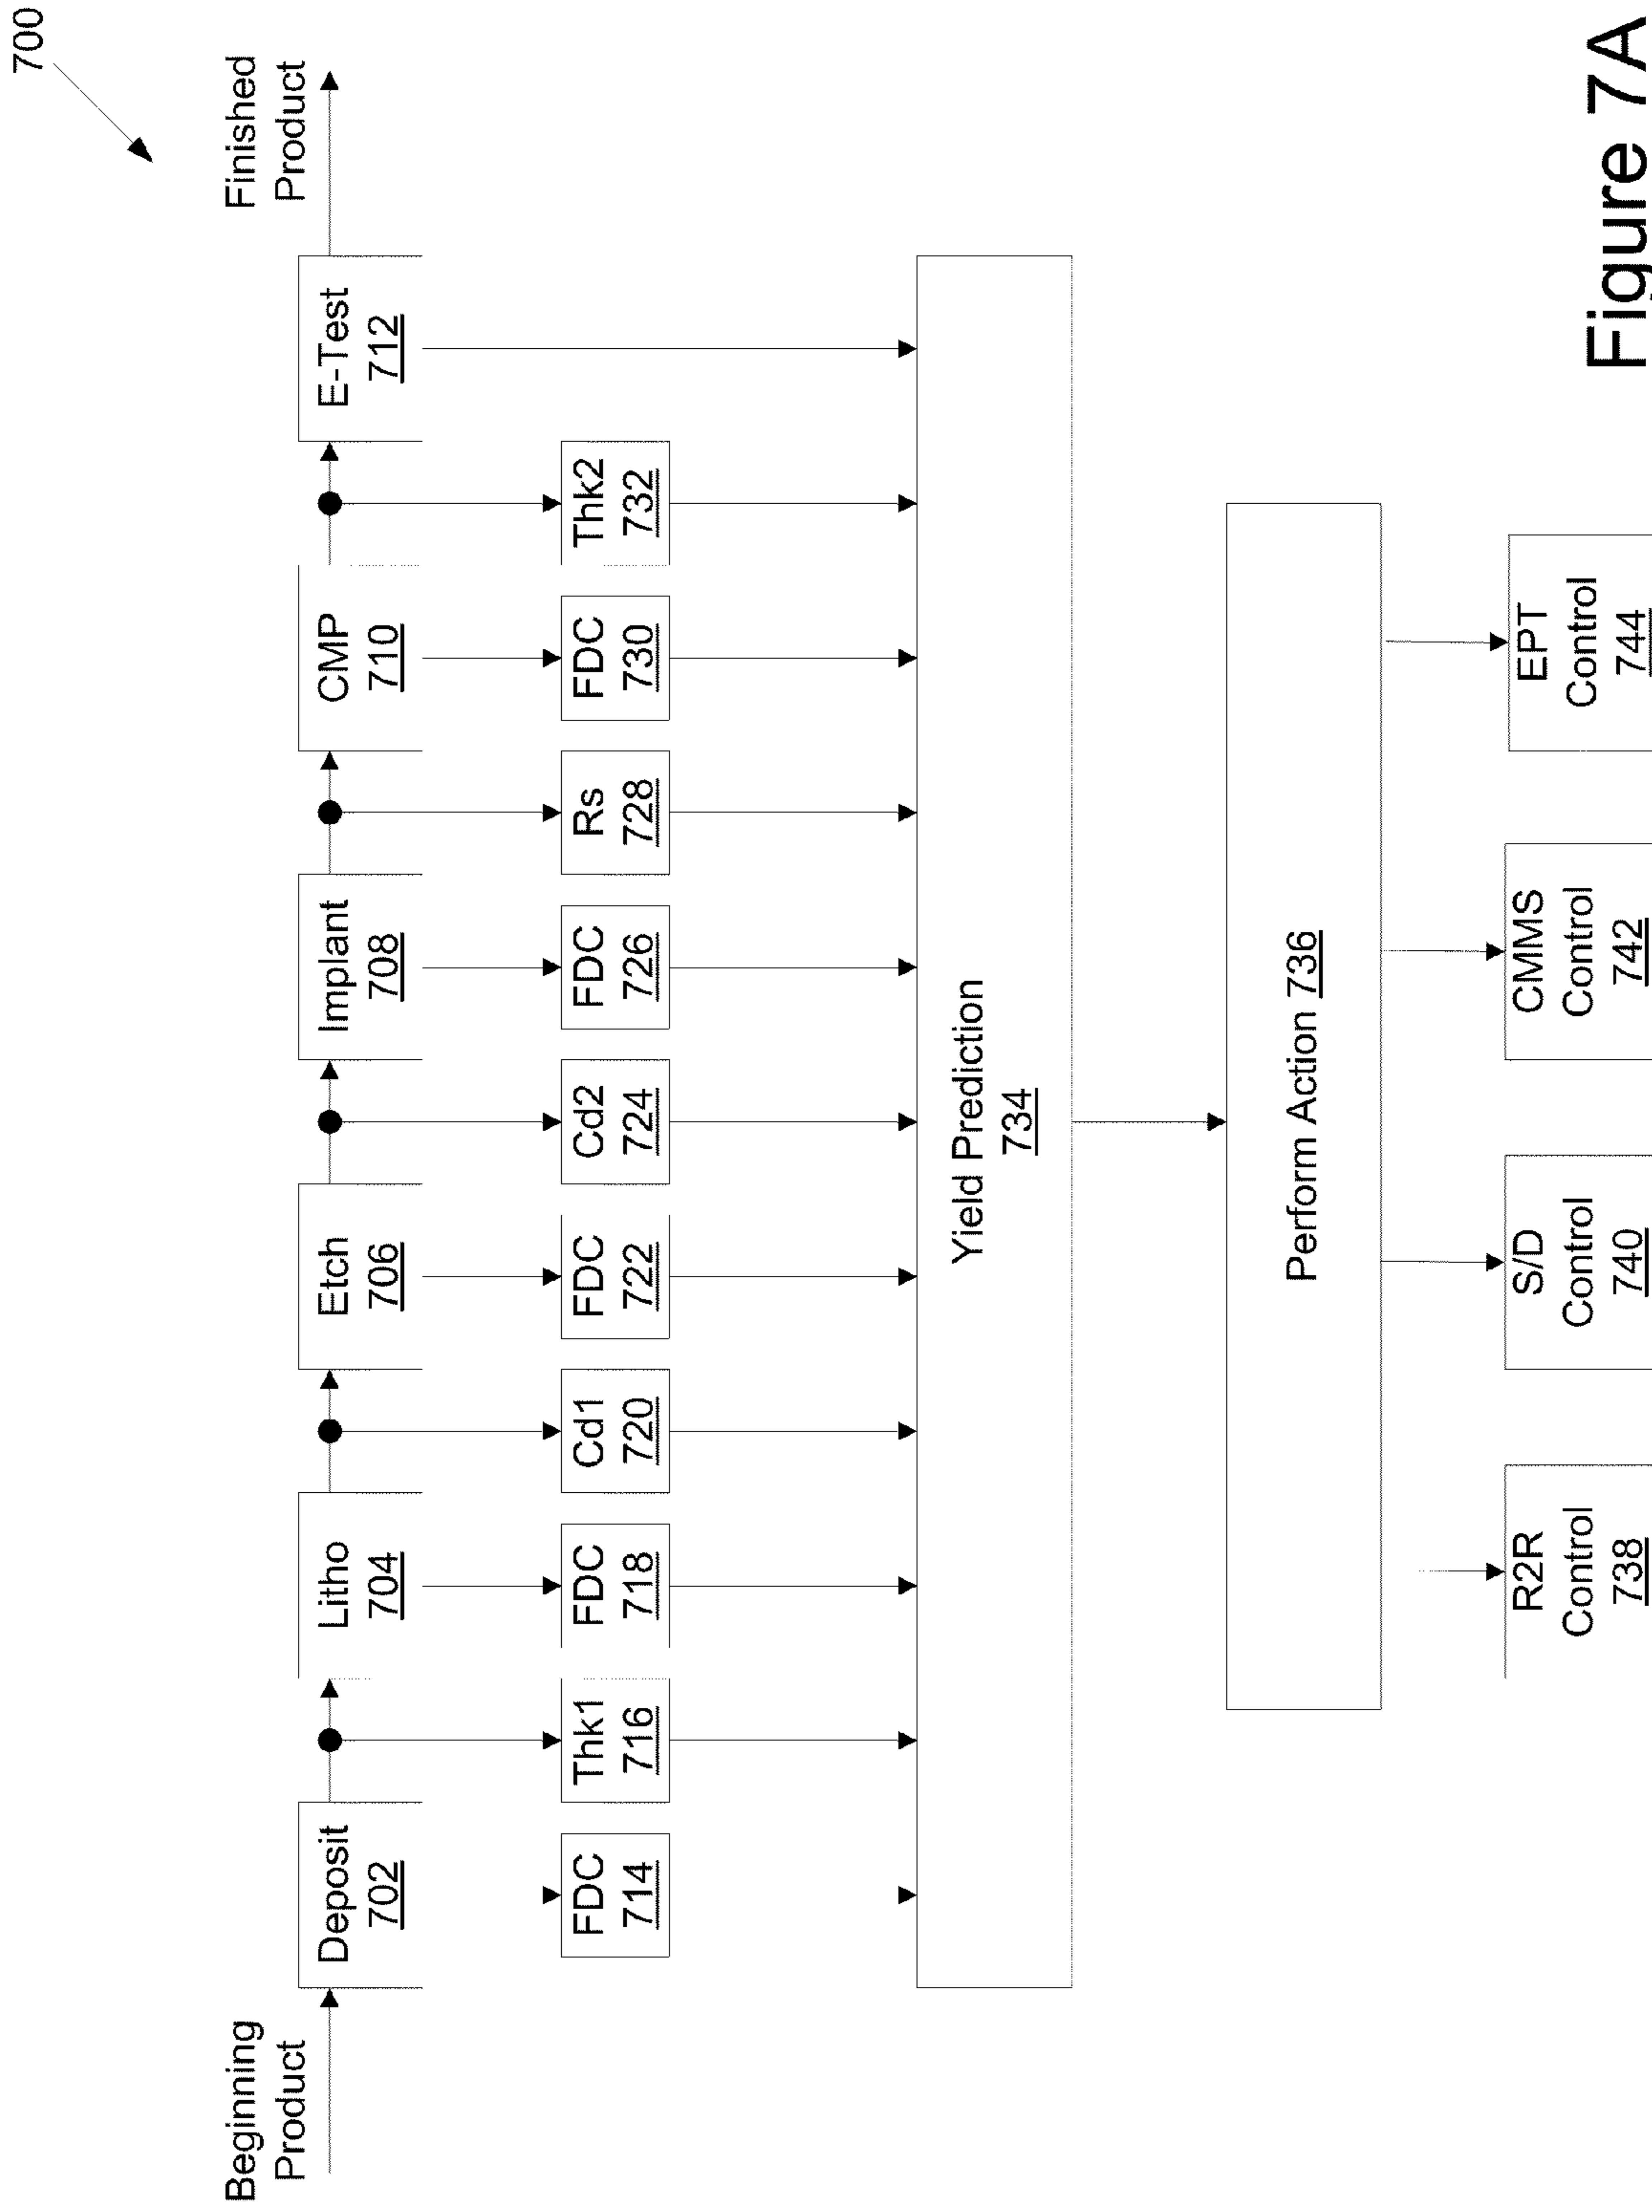 700
Beginning
Product
Finished
Product
Deposit
702
Litho
704
Etch
706
Implant
708
CMP
710
E-Test
712
FDC
714
Thk1
716
FDC
718
Cd1
720
FDC
722
Cd2
724
FDC
726
Rs
728
FDC
730
Thk2
732
Yield Prediction
734
Perform Action 736
R2R
Control
738
S/D
Control
740
CMMS
Control
742
EPT
Control
744
Figure 7A